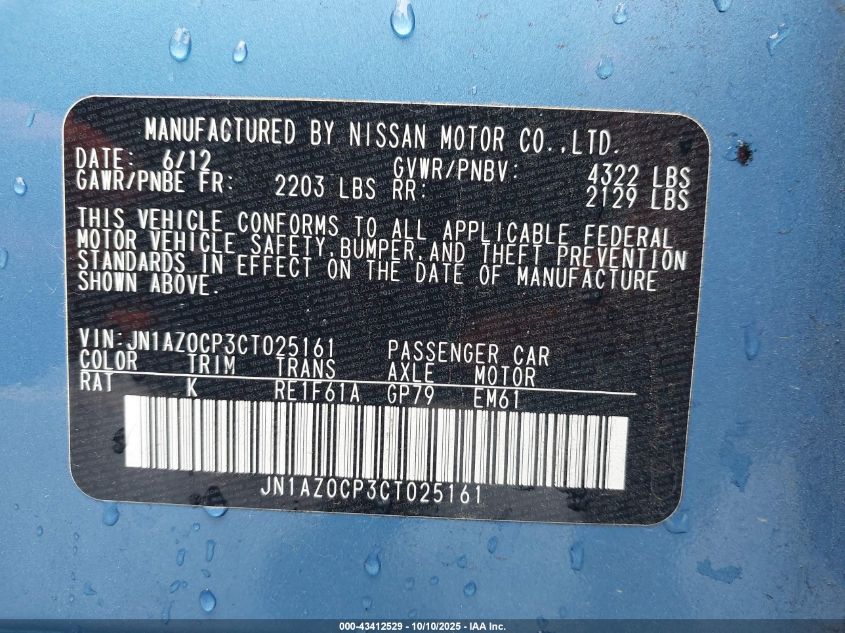 MANUFACTURED BY NISSAN MOTOR CO.,LTD.
DATE: 6/12 GVWR/PNBV: 4322 LBS
GAWR/PNBE FR: 2203 LBS RR: 2129 LBS
THIS VEHICLE CONFORMS TO ALL APPLICABLE FEDERAL
MOTOR VEHICLE SAFETY,BUMPER,AND THEFT PREVENTION
STANDARDS IN EFFECT ON THE DATE OF MANUFACTURE
SHOWN ABOVE.
VIN:JN1AZ0CP3CT025161 PASSENGER CAR
COLOR TRIM TRANS AXLE MOTOR
RAT K RE1F61A GP79 EM61
JN1AZ0CP3CT025161
000-43412529 - 10/10/2025 - IAA Inc.